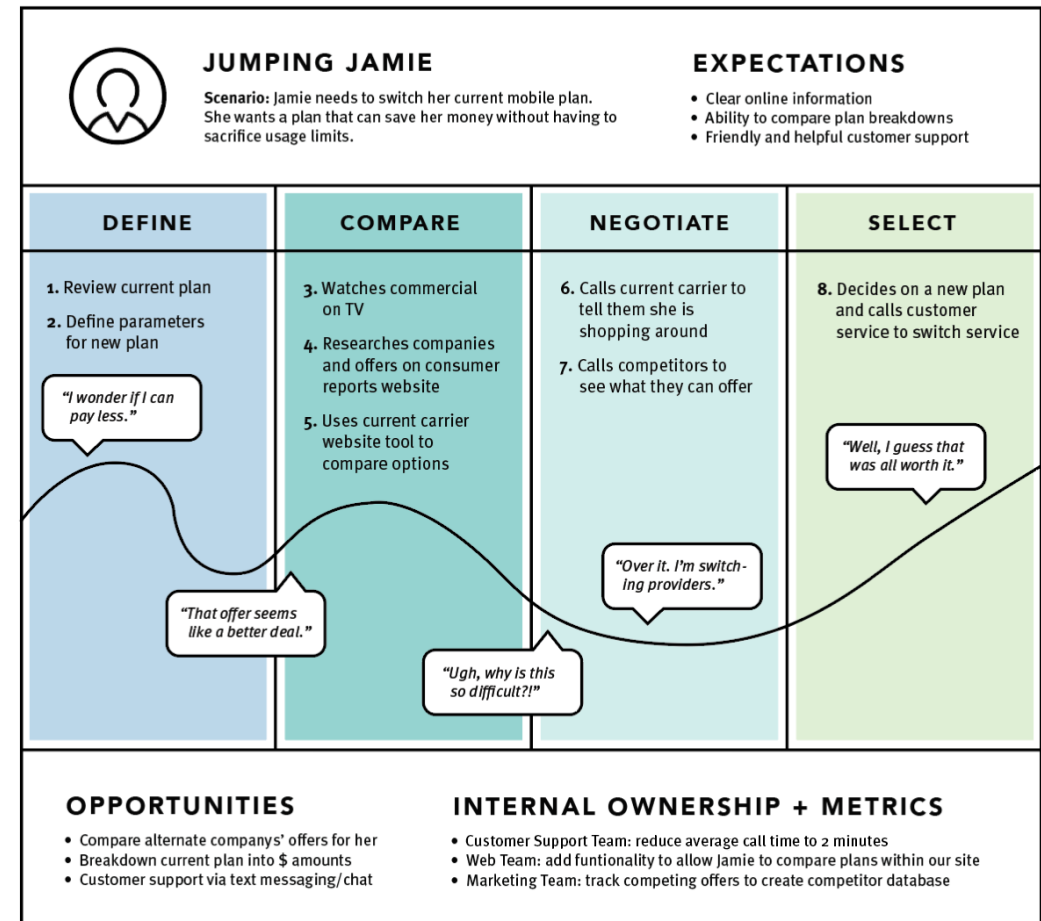 JUMPING JAMIE
Scenario: Jamie needs to switch her current mobile plan.
She wants a plan that can save her money without having to
sacrifice usage limits.
EXPECTATIONS
• Clear online information
• Ability to compare plan breakdowns
• Friendly and helpful customer support
DEFINE
1. Review current plan
2. Define parameters
for new plan
“I wonder if I can
pay less.”
COMPARE
3. Watches commercial
on TV
4. Researches companies
and offers on consumer
reports website
5. Uses current carrier
website tool to
compare options
“That offer seems
like a better deal.”
NEGOTIATE
6. Calls current carrier to
tell them she is
shopping around
7. Calls competitors to
see what they can offer
“Ugh, why is this
so difficult?!”
“Over it. I’m switch-
ing providers.”
SELECT
8. Decides on a new plan
and calls customer
service to switch service
“Well, I guess that
was all worth it.”
OPPORTUNITIES
• Compare alternate companys’ offers for her
• Breakdown current plan into $ amounts
• Customer support via text messaging/chat
INTERNAL OWNERSHIP + METRICS
• Customer Support Team: reduce average call time to 2 minutes
• Web Team: add funtionality to allow Jamie to compare plans within our site
• Marketing Team: track competing offers to create competitor database